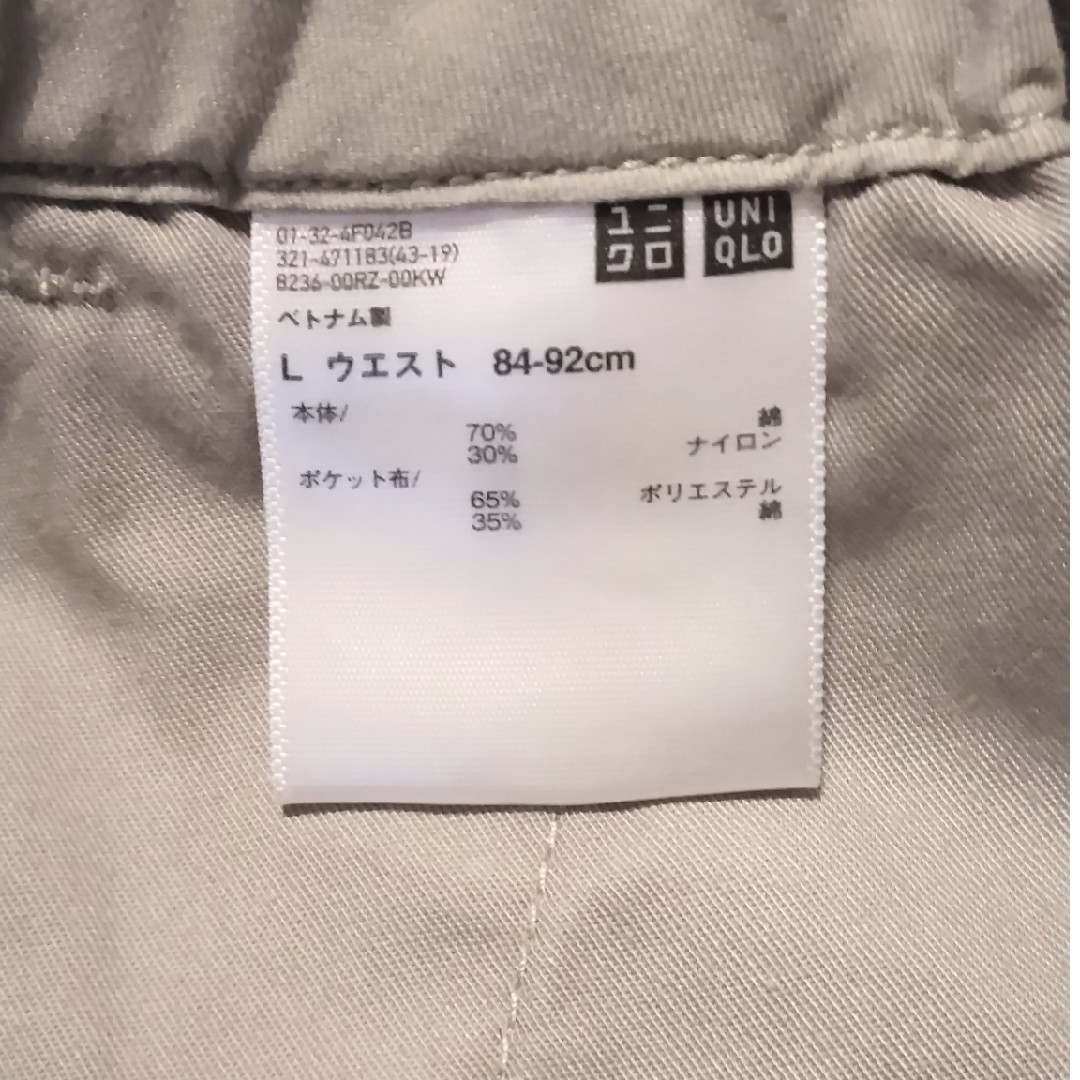 01-32-4F042B
321-471183(43-19)
8236-00RZ-00KW
ユニ
クロ
UNI
QLO
ベトナム製
L ウエスト 84-92cm
本体/
70% 綿
30% ナイロン
ポケット布/
65% ポリエステル
35% 綿